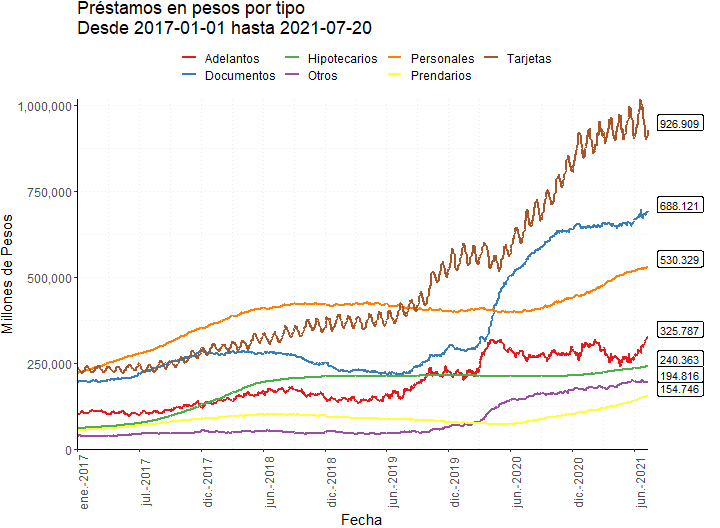 Préstamos en pesos por tipo
Desde 2017-01-01 hasta 2021-07-20
Adelantos Hipotecarios Personales Tarjetas
Documentos Otros Prendarios
1,000,000
750,000
500,000
250,000
0
Millones de Pesos
926.909
688.121
530.329
325.787
240.363
194.816
154.746
ene.-2017
jul.-2017
dic.-2017
jun.-2018
dic.-2018
jun.-2019
dic.-2019
jun.-2020
dic.-2020
jun.-2021
Fecha